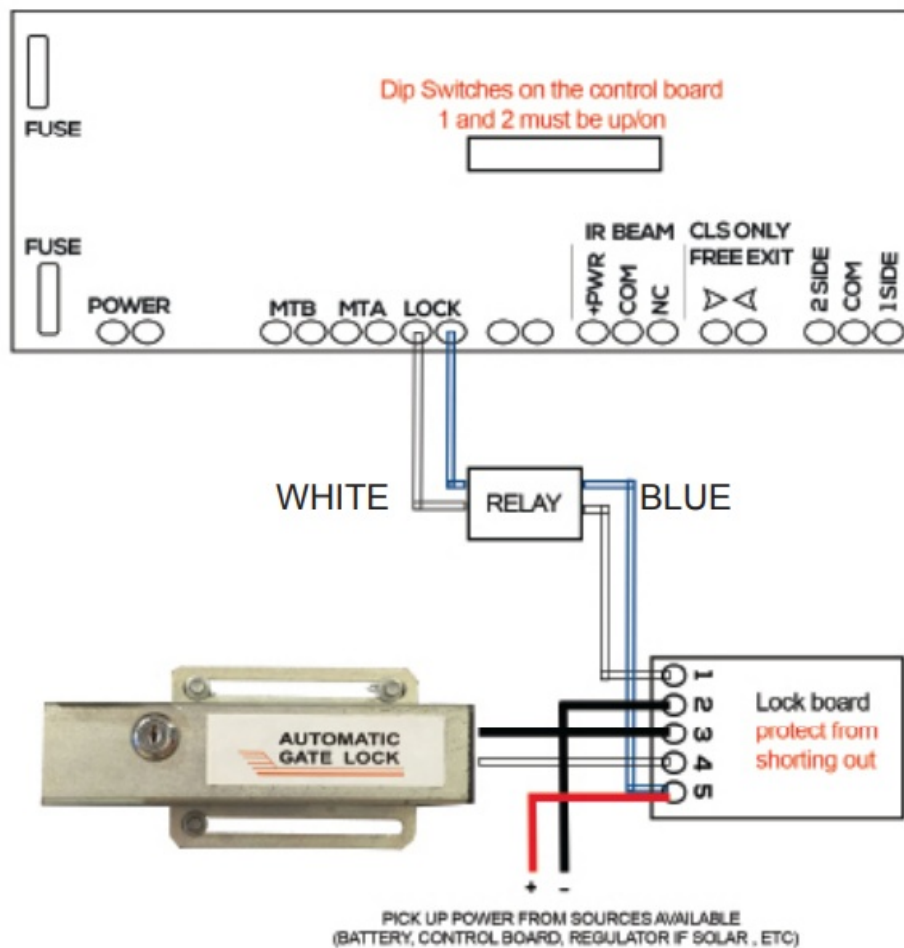 Dip Switches on the control board
1 and 2 must be up/on
FUSE
FUSE
POWER
MTB MTA LOCK
IR BEAM
+PWR
COM
NC
CLS ONLY
FREE EXIT
2 SIDE
COM
1 SIDE
WHITE
RELAY
BLUE
AUTOMATIC
GATE LOCK
1
2
3
4
5
Lock board
protect from
shorting out
+ -
PICK UP POWER FROM SOURCES AVAILABLE
(BATTERY, CONTROL BOARD, REGULATOR IF SOLAR , ETC)